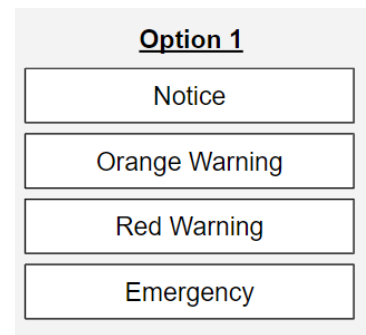 Option 1
Notice
Orange Warning
Red Warning
Emergency